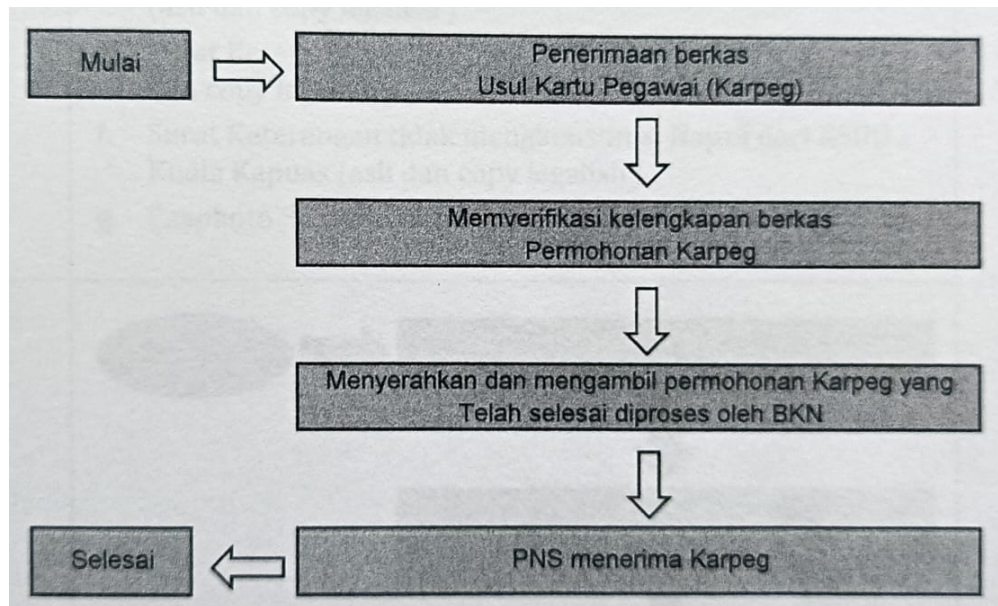 Mulai
Penerimaan berkas
Usul Kartu Pegawai (Karpeg)
Memverifikasi kelengkapan berkas
Permohonan Karpeg
Menyerahkan dan mengambil permohonan Karpeg yang
Telah selesai diproses oleh BKN
PNS menerima Karpeg
Selesai